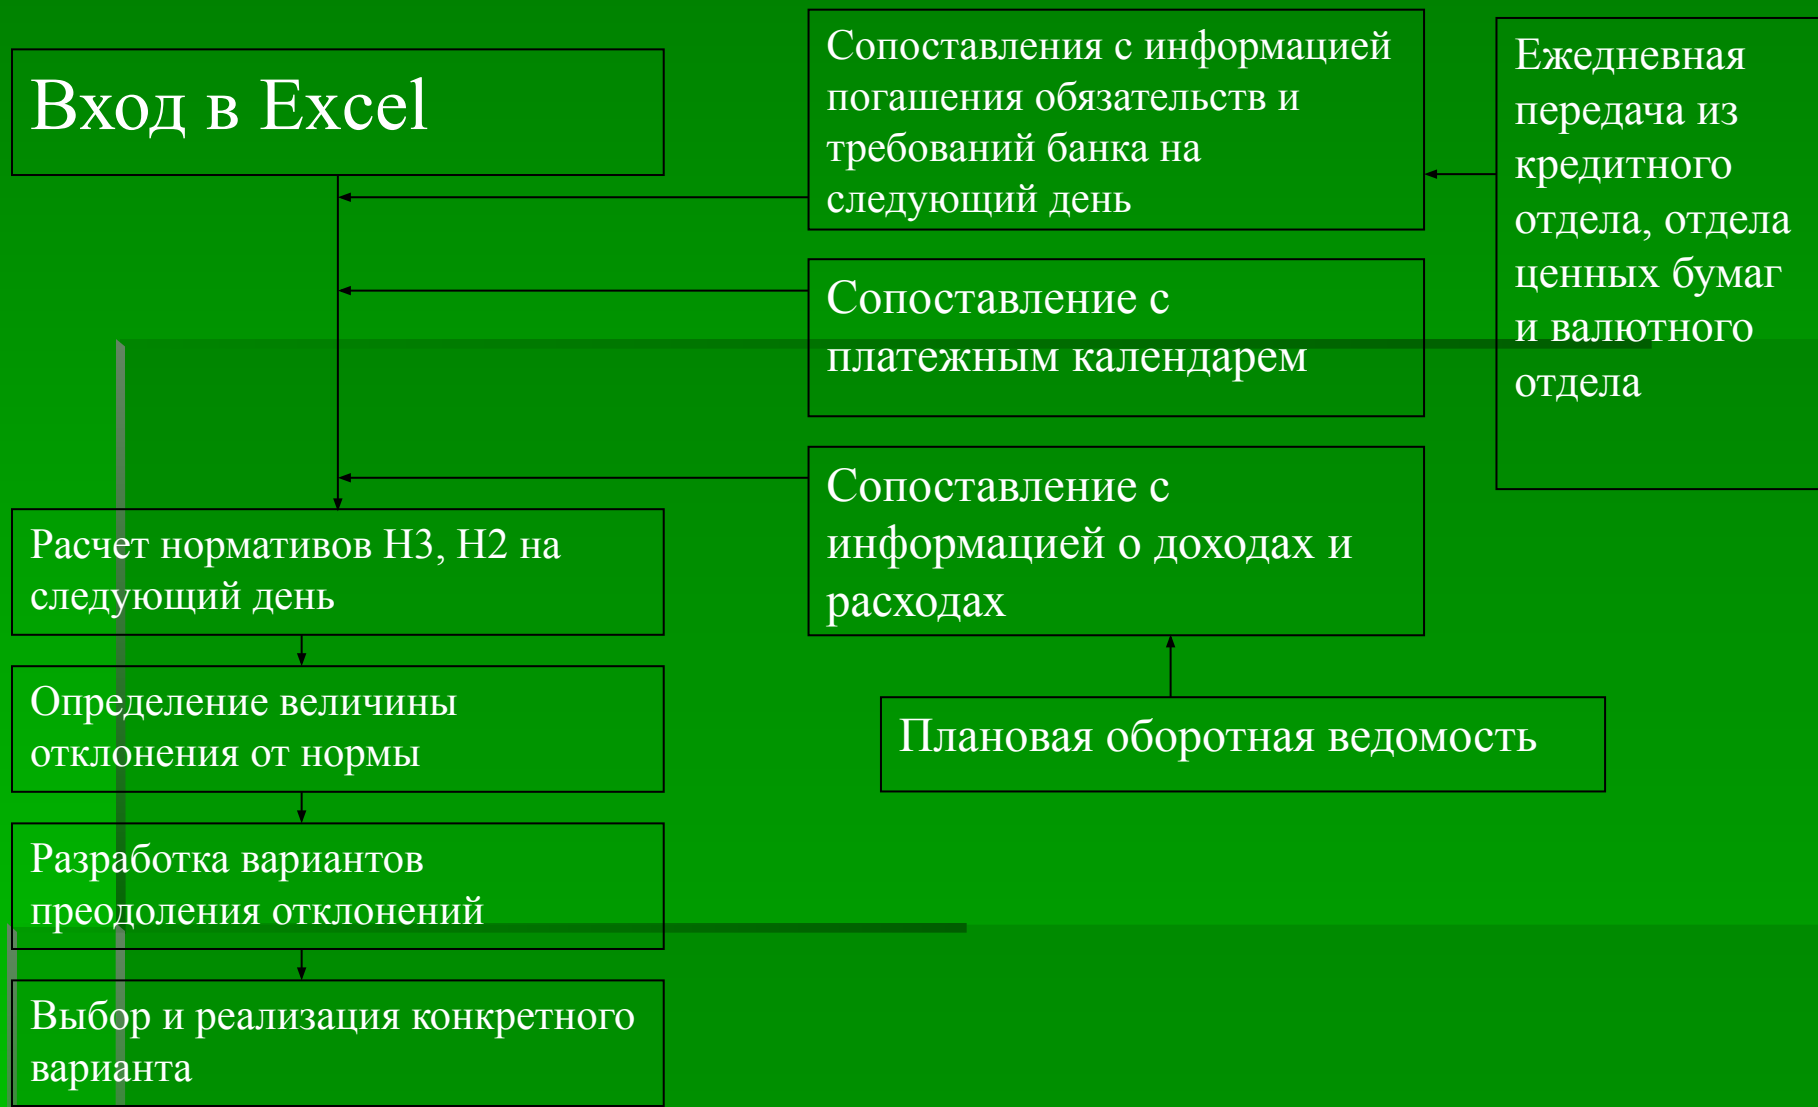 Вход в Excel
Сопоставления с информацией
погашения обязательств и
требований банка на
следующий день
Ежедневная
передача из
кредитного
отдела, отдела
ценных бумаг
и валютного
отдела
Сопоставление с
платежным календарем
Сопоставление с
информацией о доходах и
расходах
Расчет нормативов Н3, Н2 на
следующий день
Определение величины
отклонения от нормы
Плановая оборотная ведомость
Разработка вариантов
преодоления отклонений
Выбор и реализация конкретного
варианта